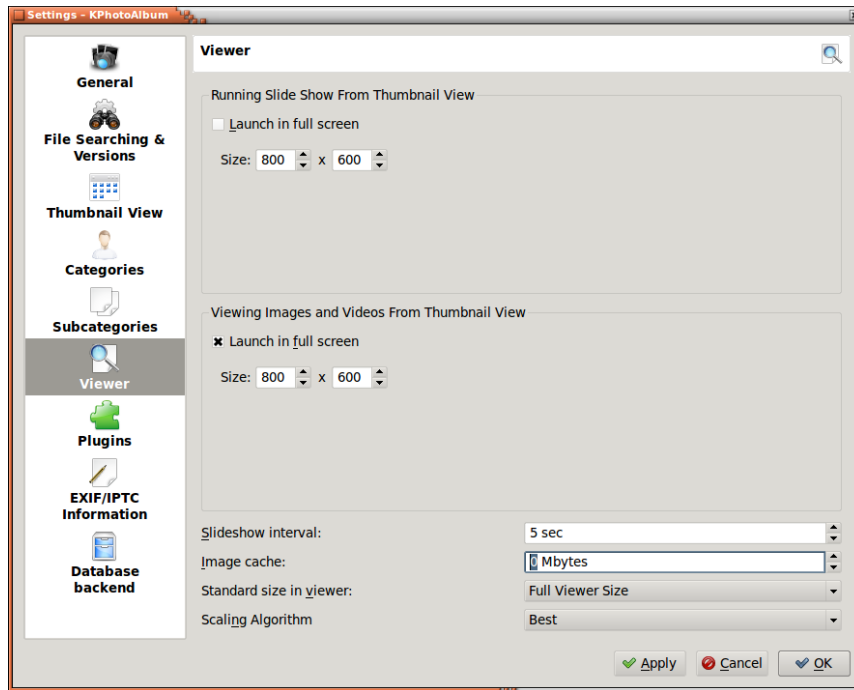 Settings - KPhotoAlbum
General
File Searching &
Versions
Thumbnail View
Categories
Subcategories
Viewer
Plugins
EXIF/IPTC
Information
Database
backend
Viewer
Running Slide Show From Thumbnail View
Launch in full screen
Size: 800 x 600
Viewing Images and Videos From Thumbnail View
Launch in full screen
Size: 800 x 600
Slideshow interval: 5 sec
Image cache: 0 Mbytes
Standard size in viewer: Full Viewer Size
Scaling Algorithm Best
Apply Cancel OK